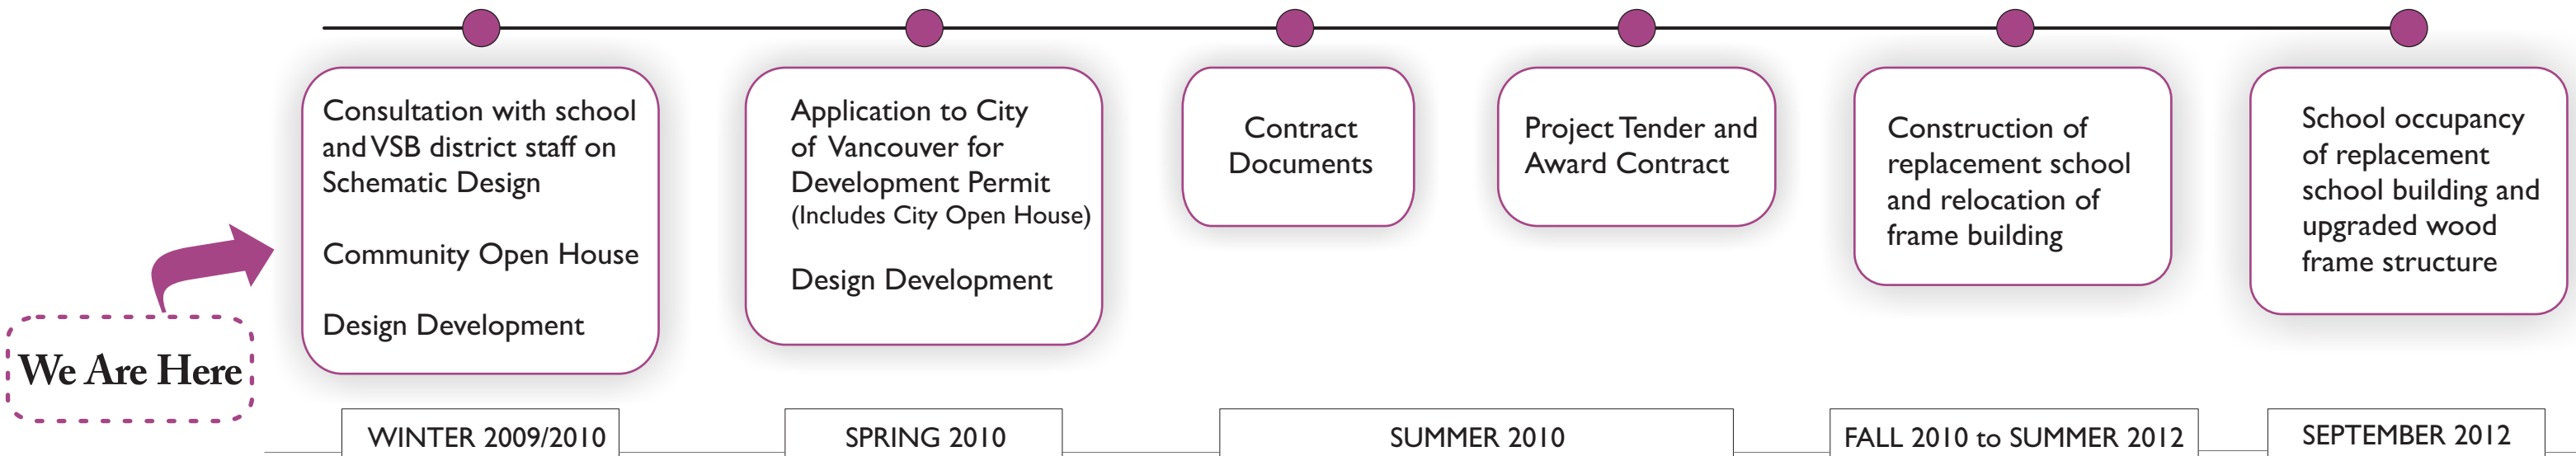 Consultation with school
and VSB district staff on
Schematic Design
Community Open House
Design Development
Application to City
of Vancouver for
Development Permit
(Includes City Open House)
Design Development
Contract
Documents
Project Tender and
Award Contract
Construction of
replacement school
and relocation of
frame building
School occupancy
of replacement
school building and
upgraded wood
frame structure
We Are Here
WINTER 2009/2010
SPRING 2010
SUMMER 2010
FALL 2010 to SUMMER 2012
SEPTEMBER 2012